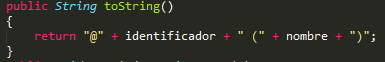 public String toString()
{
return "@" + identificador + " (" + nombre + ")";
}